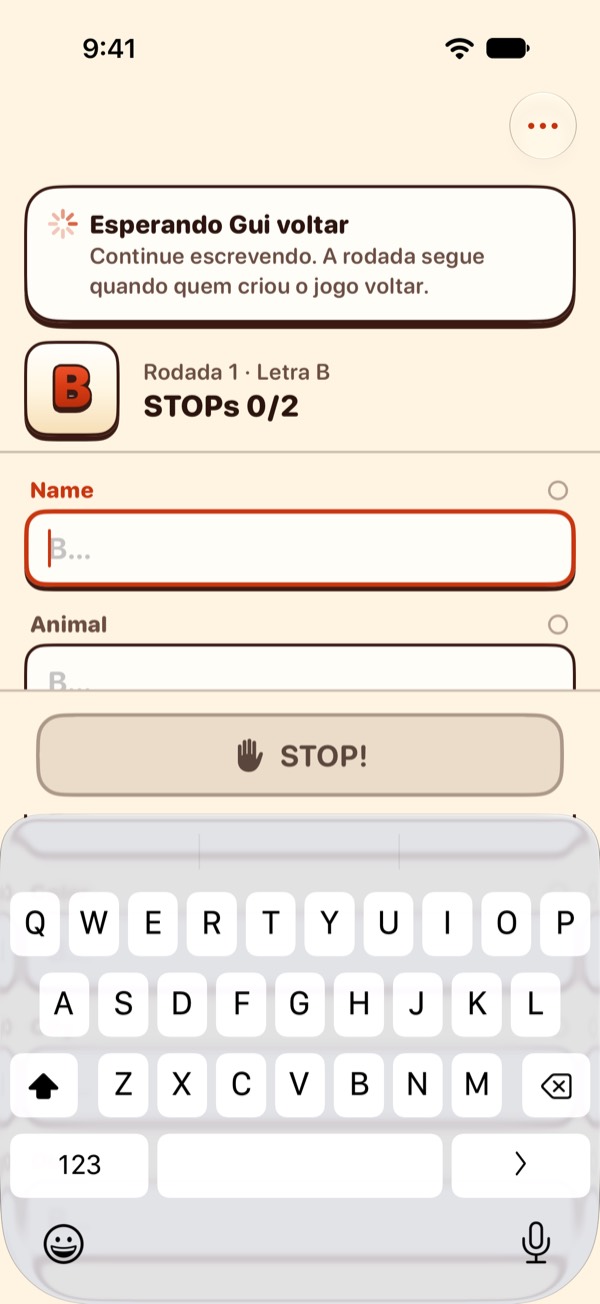 9:41
Esperando Gui voltar
Continue escrevendo. A rodada segue
quando quem criou o jogo voltar.
B
Rodada 1 · Letra B
STOPs 0/2
Name
B...
Animal
B...
STOP!
Q W E R T Y U I O P
A S D F G H J K L
Z X C V B N M
123